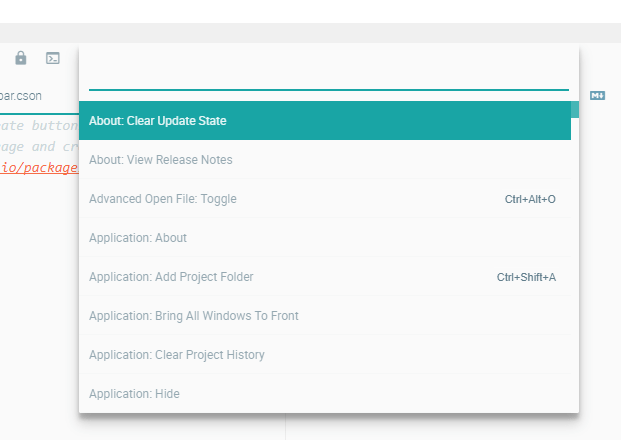 bar.cson
ate button
age and cr
io/package
About: Clear Update State
About: View Release Notes
Advanced Open File: Toggle Ctrl+Alt+O
Application: About
Application: Add Project Folder Ctrl+Shift+A
Application: Bring All Windows To Front
Application: Clear Project History
Application: Hide